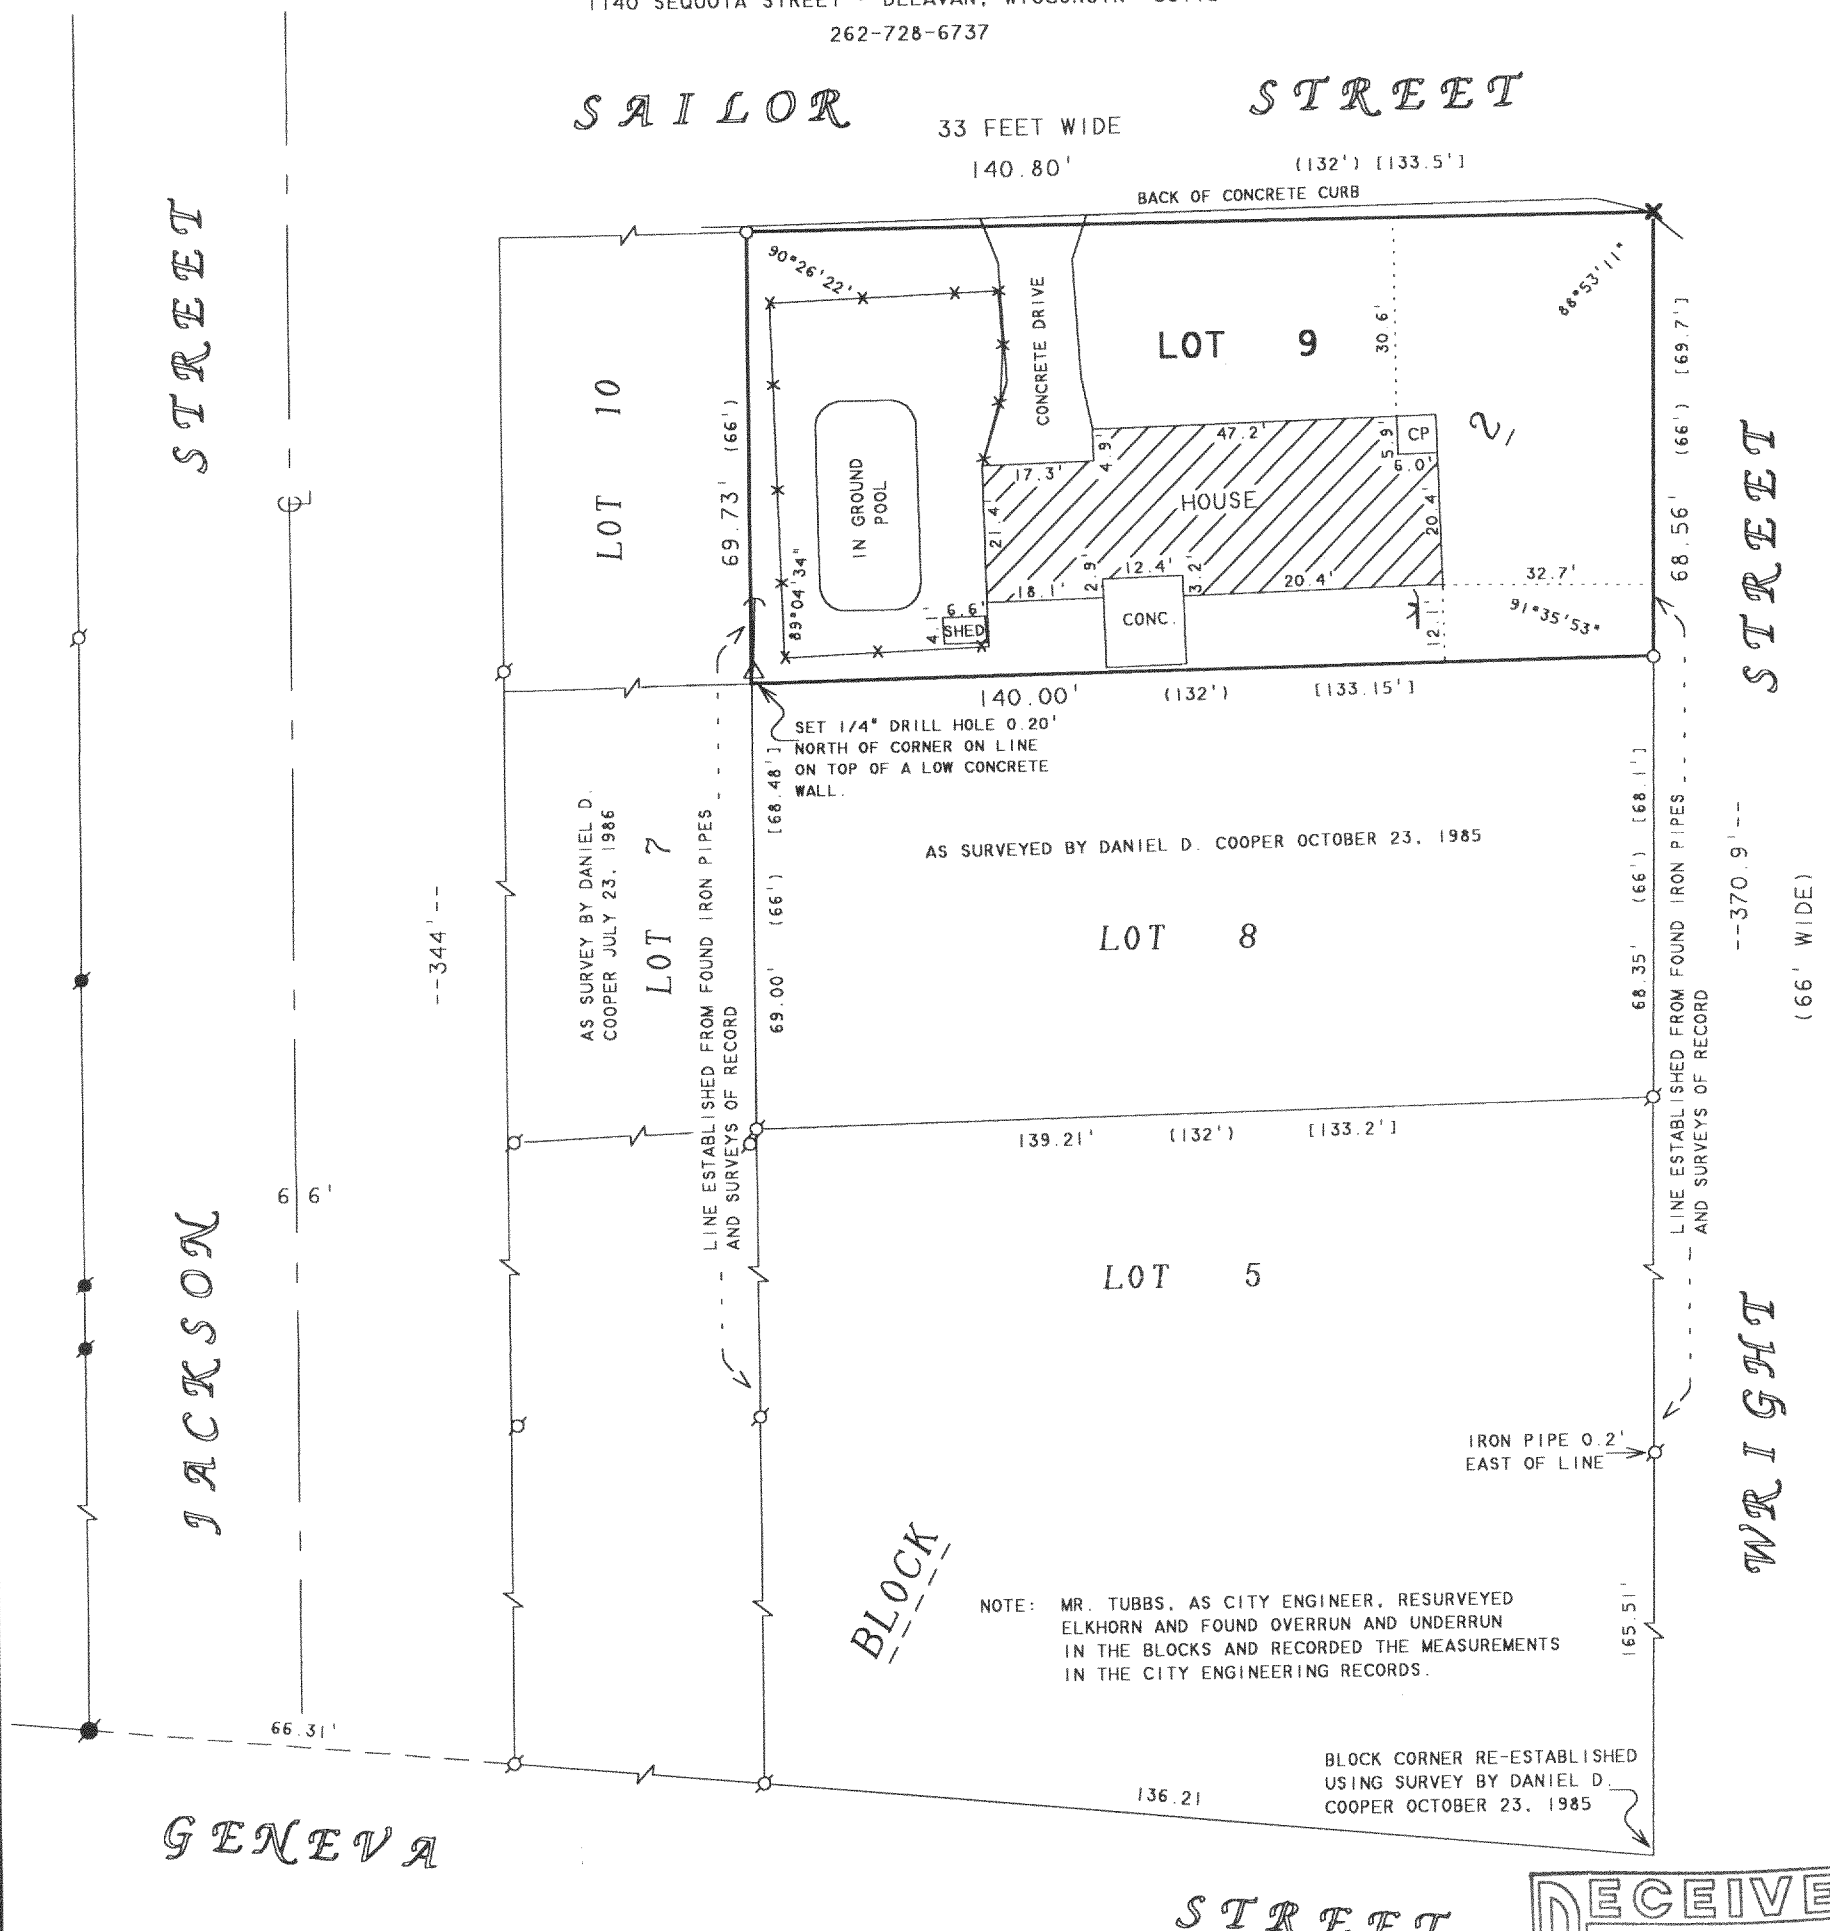 262-728-6737
SAILOR STREET
33 FEET WIDE
140.80' (132') [133.5']
BACK OF CONCRETE CURB
STREET
90°26'22"
88°53'11"
LOT 10
69.73' (66')
CONCRETE DRIVE
LOT 9
30.6'
68.56' (66') [69.7']
STREET
IN GROUND
POOL
47.2'
5.9'
CP
6.0'
4.9'
17.3'
HOUSE
21.4'
20.4'
2.9'
12.4'
3.2'
18.1'
20.4'
32.7'
89°04'34"
6.6'
4.1'
SHED
CONC.
12.1'
91°35'53"
140.00' (132') [133.15']
SET 1/4" DRILL HOLE 0.20'
NORTH OF CORNER ON LINE
ON TOP OF A LOW CONCRETE
WALL.
AS SURVEY BY DANIEL D.
COOPER JULY 23, 1986
LOT 7
LINE ESTABLISHED FROM FOUND IRON PIPES
AND SURVEYS OF RECORD
69.00' (66') [68.48']
AS SURVEYED BY DANIEL D. COOPER OCTOBER 23, 1985
LOT 8
68.35' (66') [68.1']
LINE ESTABLISHED FROM FOUND IRON PIPES
AND SURVEYS OF RECORD
--344'--
--370.9'--
(66' WIDE)
139.21' (132') [133.2']
66'
JACKSON
LOT 5
WRIGHT
IRON PIPE 0.2'
EAST OF LINE
BLOCK
NOTE: MR. TUBBS, AS CITY ENGINEER, RESURVEYED
ELKHORN AND FOUND OVERRUN AND UNDERRUN
IN THE BLOCKS AND RECORDED THE MEASUREMENTS
IN THE CITY ENGINEERING RECORDS.
165.51'
66.31'
136.21
BLOCK CORNER RE-ESTABLISHED
USING SURVEY BY DANIEL D.
COOPER OCTOBER 23, 1985
GENEVA
STREET